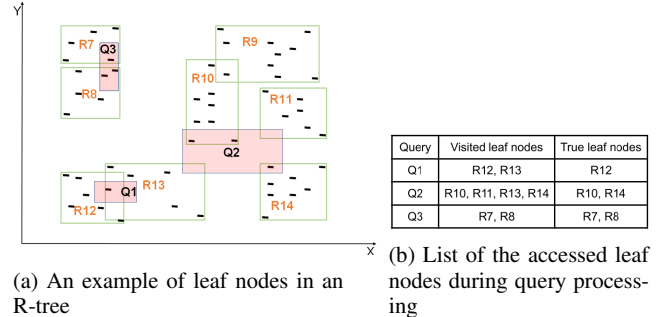 Y
R7
Q3
R9
R10
R8
R11
Q2
R13
Q1
R12
R14
X
(a) An example of leaf nodes in an
R-tree
Query Visited leaf nodes True leaf nodes
Q1 R12, R13 R12
Q2 R10, R11, R13, R14 R10, R14
Q3 R7, R8 R7, R8
(b) List of the accessed leaf
nodes during query process-
ing